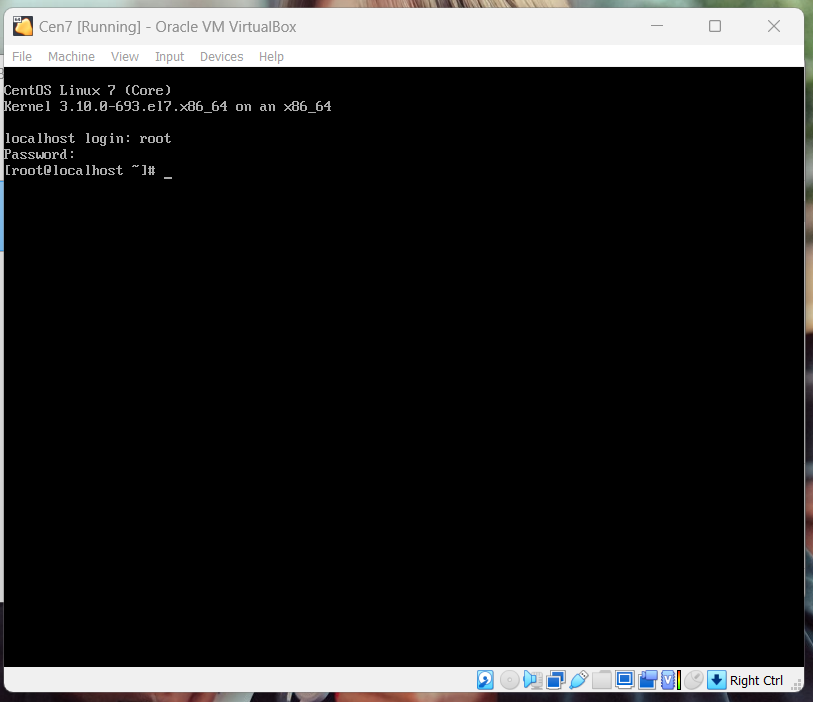 Cen7 [Running] - Oracle VM VirtualBox
File Machine View Input Devices Help
CentOS Linux 7 (Core)
Kernel 3.10.0-693.el7.x86_64 on an x86_64
localhost login: root
Password:
[root@localhost ~]# _
Right Ctrl